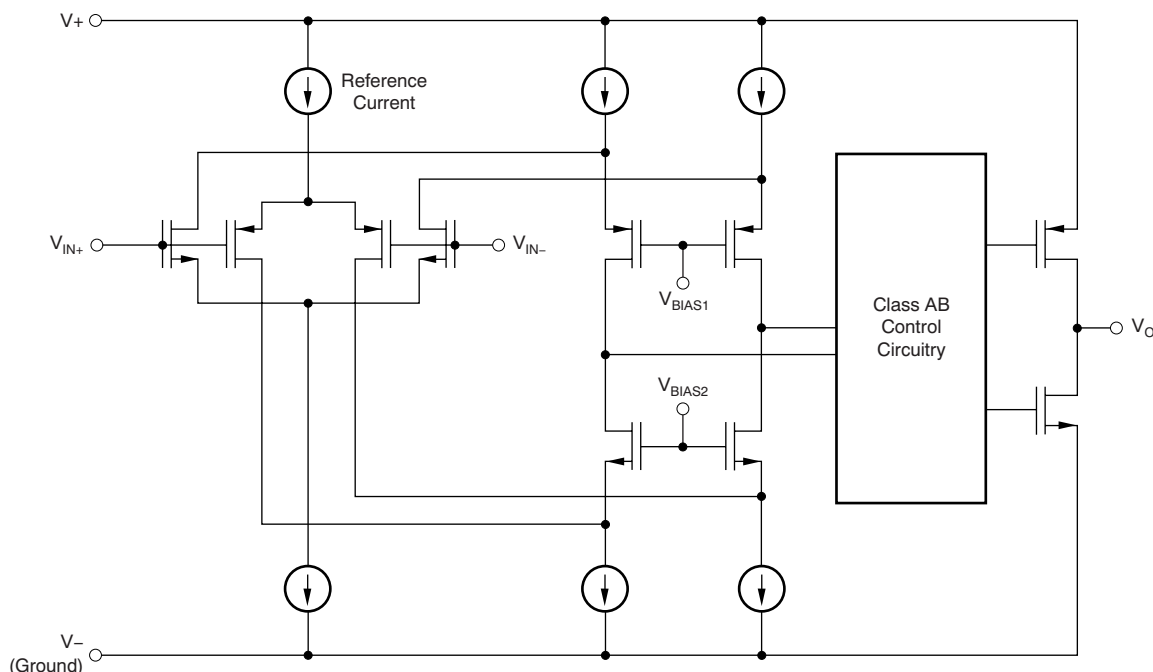 V+
Reference
Current
V_IN+
V_IN−
V_BIAS1
Class AB
Control
Circuitry
V_O
V_BIAS2
V−
(Ground)